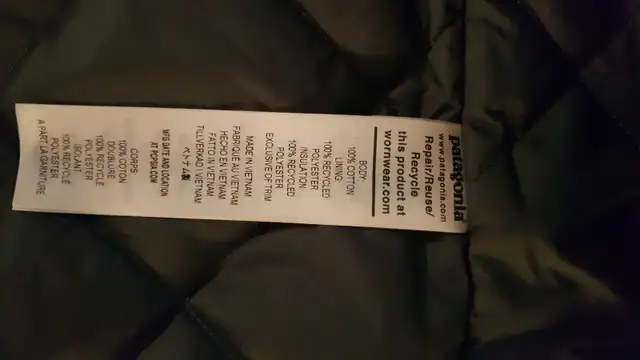 patagonia
www.patagonia.com
Repair/Reuse/
Recycle
this product at
wornwear.com
BODY:
100% COTTON
LINING:
100% RECYCLED
POLYESTER
INSULATION:
100% RECYCLED
POLYESTER
EXCLUSIVE OF TRIM
MADE IN VIETNAM
FABRIQUÉ AU VIETNAM
HECHO EN VIETNAM
FATTO IN VIETNAM
TILLVERKAD I VIETNAM
ベトナム製
MFG DATE AND LOCATION
AT PCPSIA.COM
CORPS:
100% COTON
DOUBLURE:
100% RECYCLÉ
POLYESTER
ISOLANT:
100% RECYCLÉ
POLYESTER
À PART LA GARNITURE